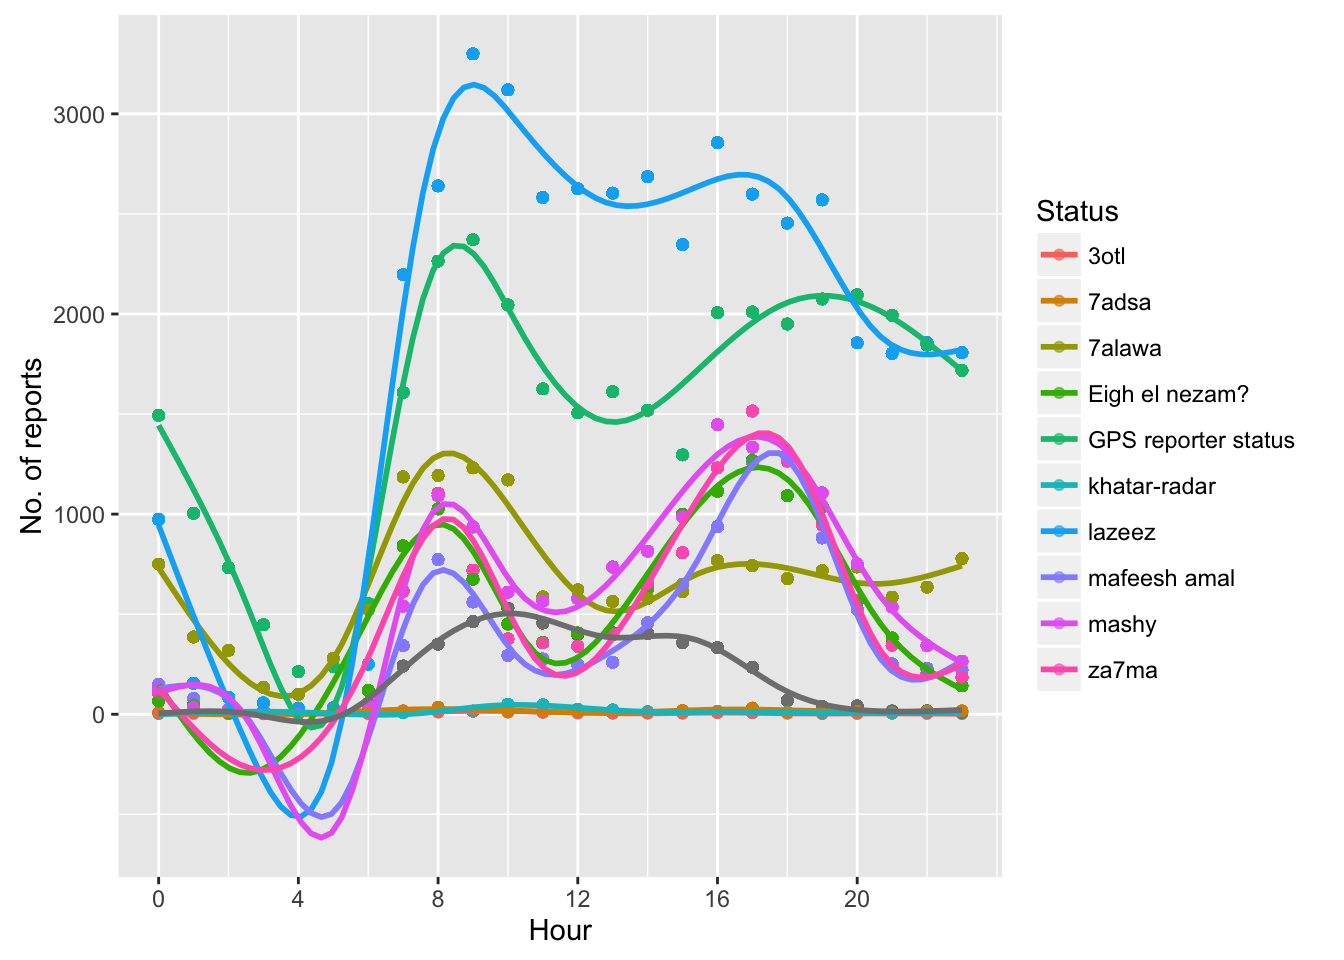 No. of reports
3000
2000
1000
0
0 4 8 12 16 20
Hour
Status
3otl
7adsa
7alawa
Eigh el nezam?
GPS reporter status
khatar-radar
lazeez
mafeesh amal
mashy
za7ma